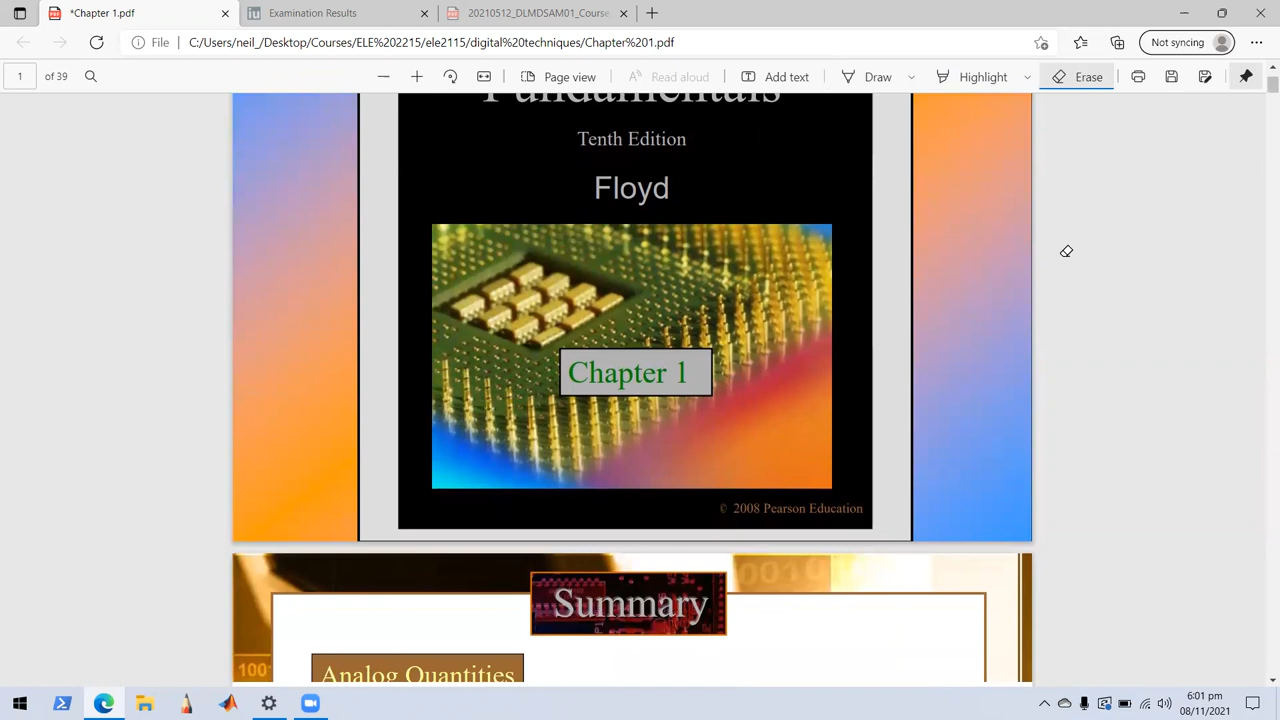 *Chapter 1.pdf
Examination Results
20210512_DLMDSAM01_Course
File
C:/Users/neil_/Desktop/Courses/ELE%202215/ele2115/digital%20techniques/Chapter%201.pdf
Not syncing
1 of 39
Page view
Read aloud
Add text
Draw
Highlight
Erase
Fundamentals
Tenth Edition
Floyd
Chapter 1
© 2008 Pearson Education
Summary
Analog Quantities
6:01 pm
08/11/2021